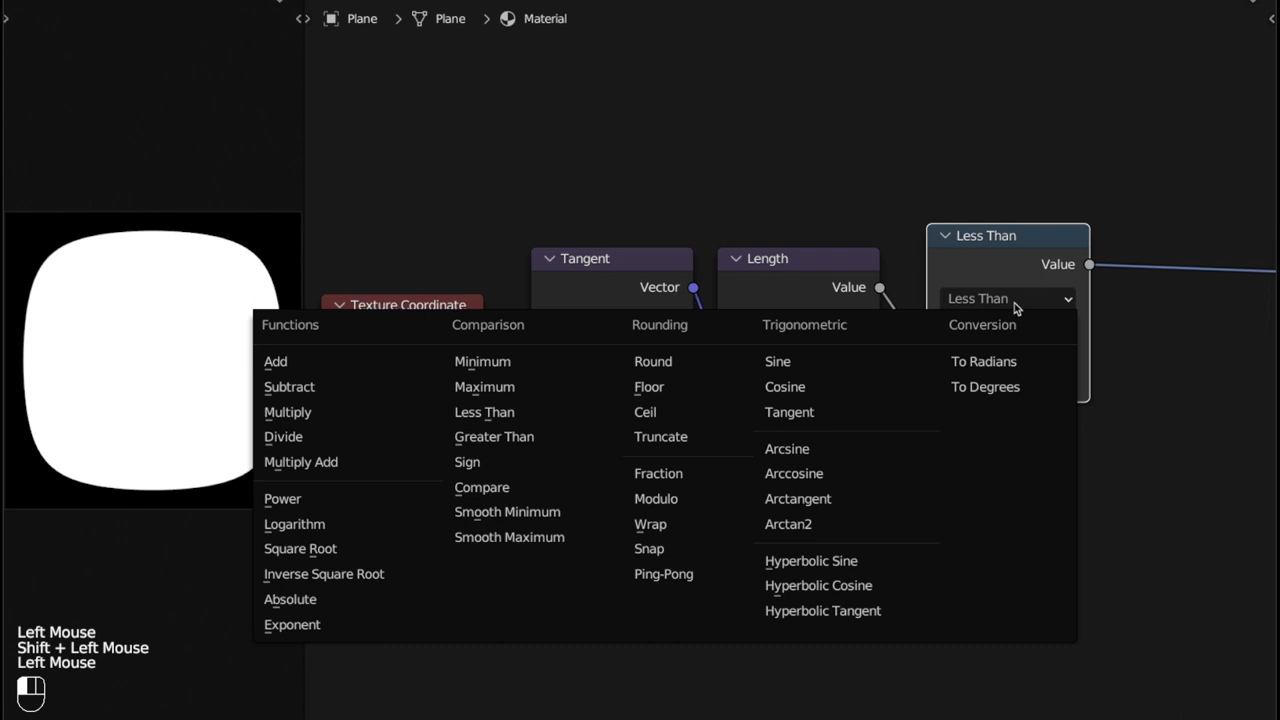 Plane
Plane
Material
Less Than
Value
Less Than
Tangent
Vector
Length
Value
Texture Coordinate
Functions
Add
Subtract
Multiply
Divide
Multiply Add
Power
Logarithm
Square Root
Inverse Square Root
Absolute
Exponent
Comparison
Minimum
Maximum
Less Than
Greater Than
Sign
Compare
Smooth Minimum
Smooth Maximum
Rounding
Round
Floor
Ceil
Truncate
Fraction
Modulo
Wrap
Snap
Ping-Pong
Trigonometric
Sine
Cosine
Tangent
Arcsine
Arccosine
Arctangent
Arctan2
Hyperbolic Sine
Hyperbolic Cosine
Hyperbolic Tangent
Conversion
To Radians
To Degrees
Left Mouse
Shift + Left Mouse
Left Mouse